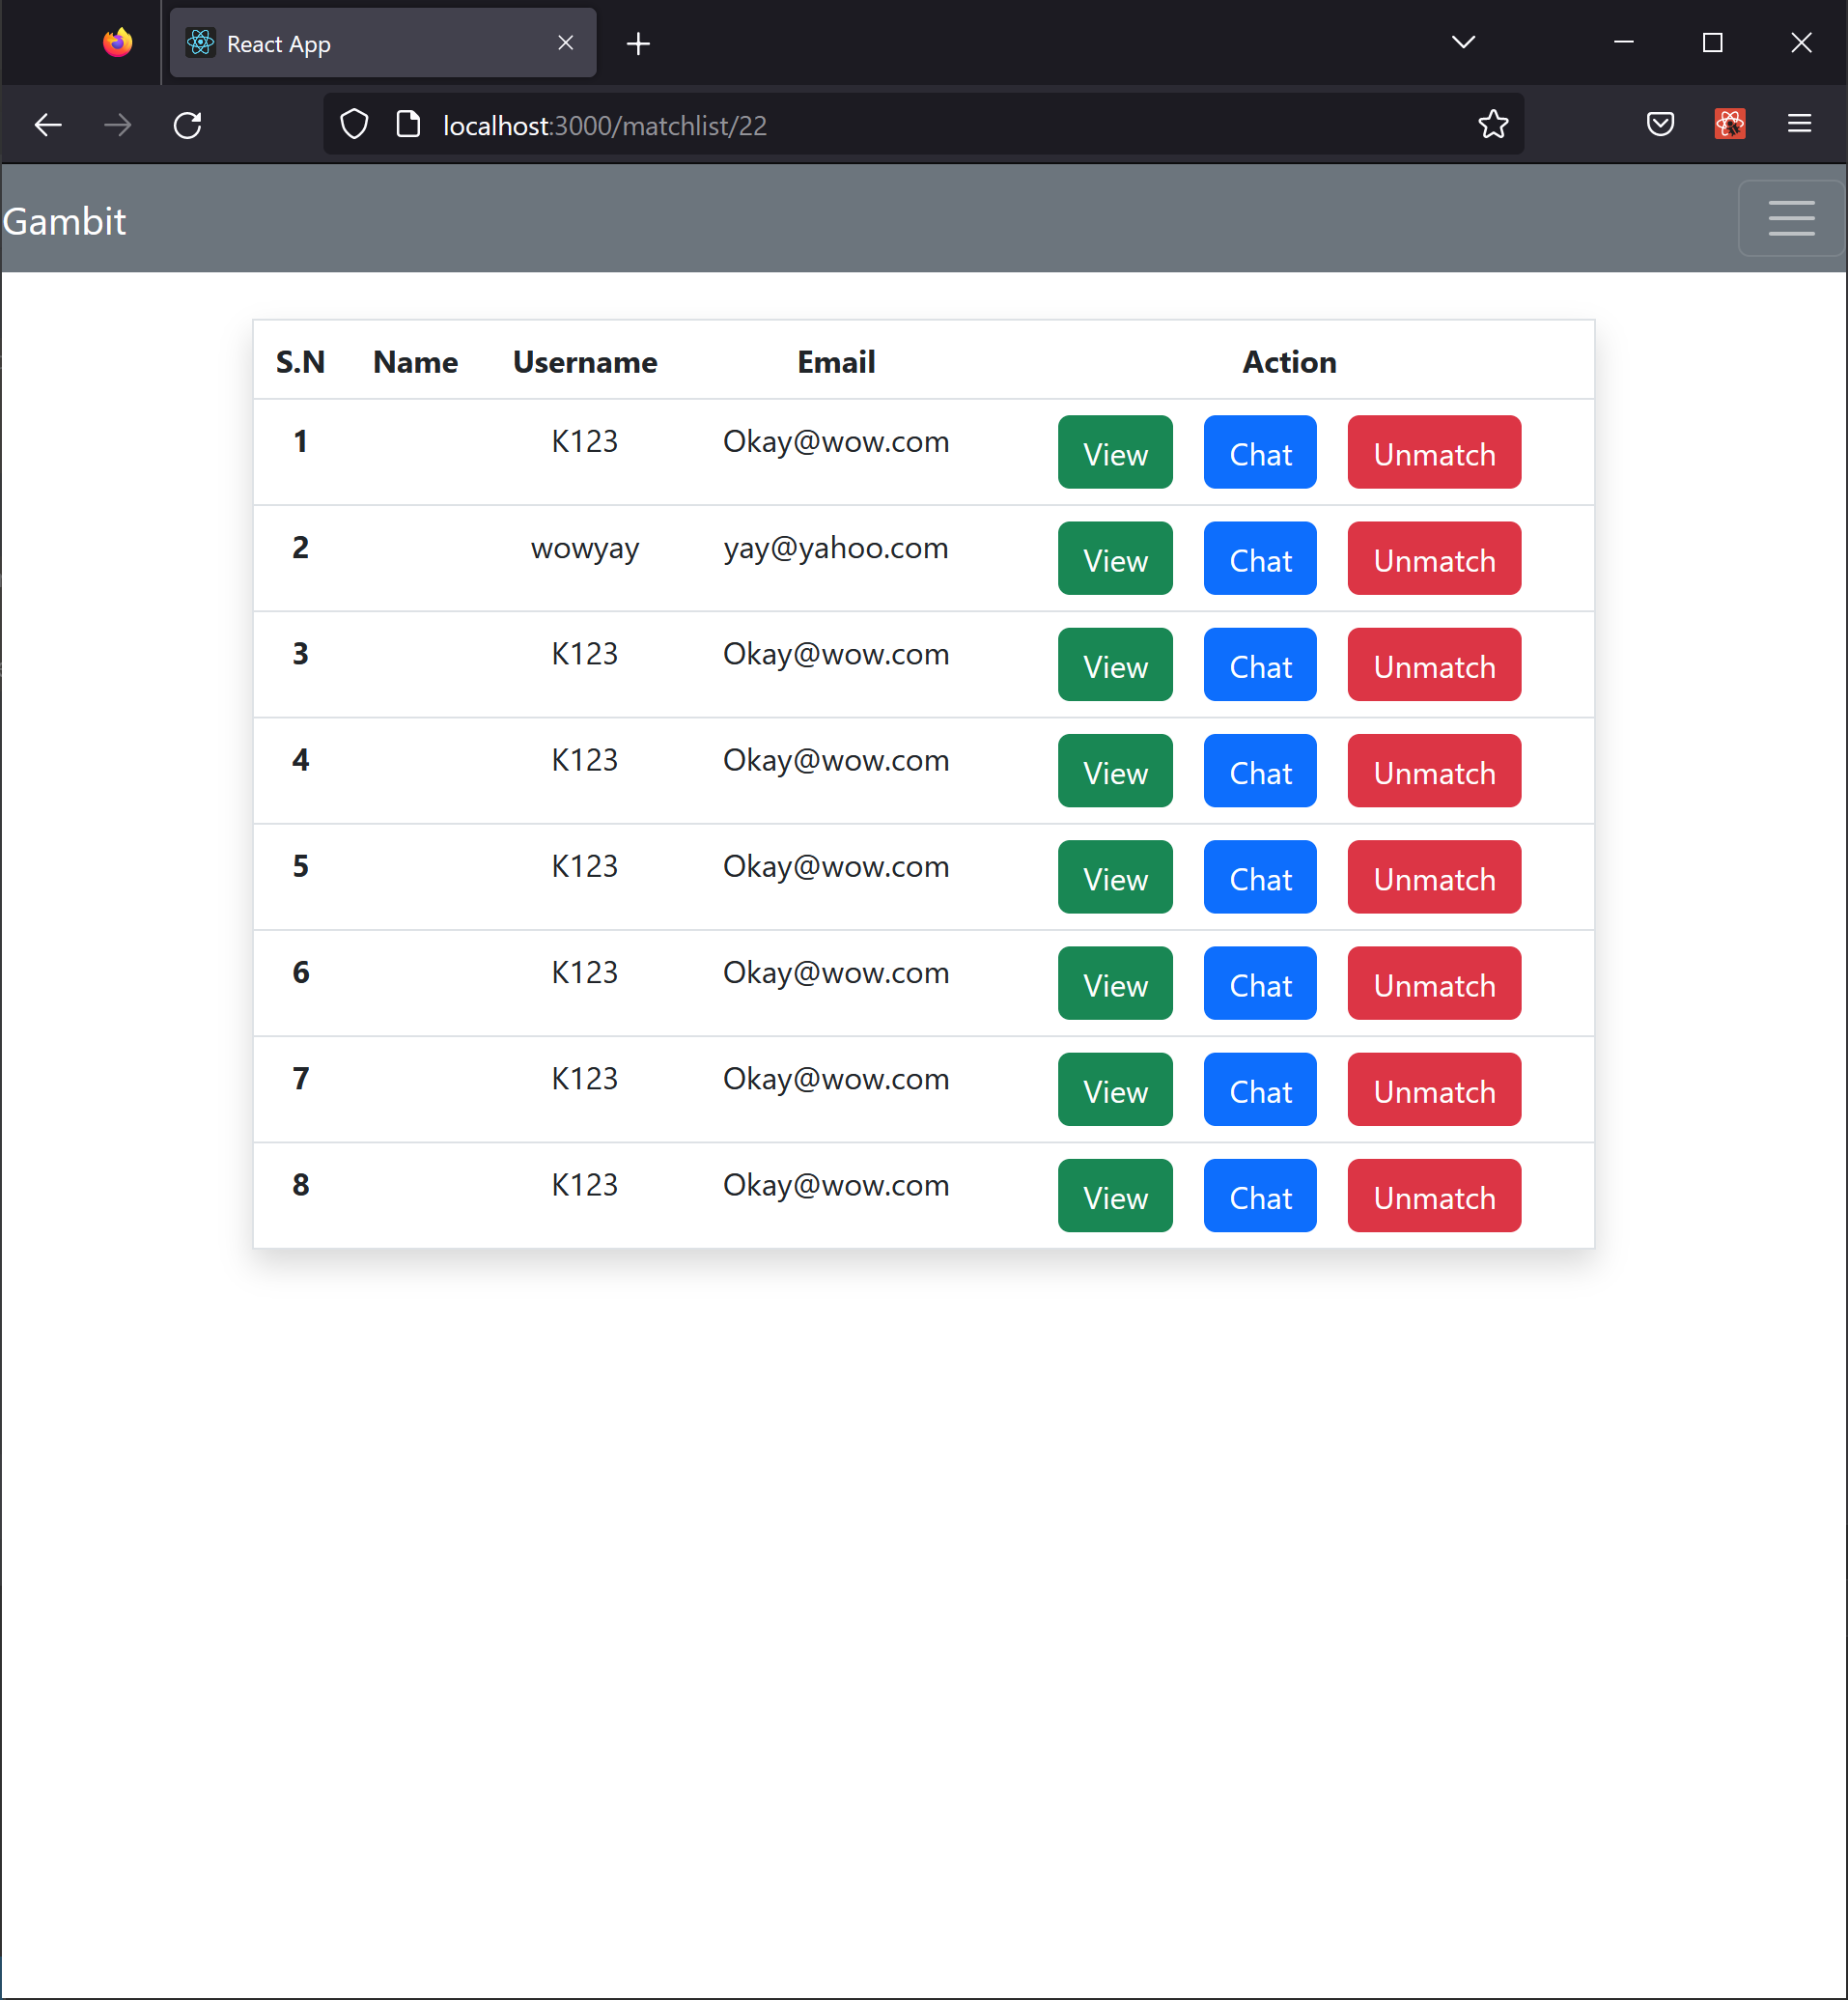 React App
localhost:3000/matchlist/22
Gambit
S.N Name Username Email Action
1 K123 Okay@wow.com View Chat Unmatch
2 wowyay yay@yahoo.com View Chat Unmatch
3 K123 Okay@wow.com View Chat Unmatch
4 K123 Okay@wow.com View Chat Unmatch
5 K123 Okay@wow.com View Chat Unmatch
6 K123 Okay@wow.com View Chat Unmatch
7 K123 Okay@wow.com View Chat Unmatch
8 K123 Okay@wow.com View Chat Unmatch